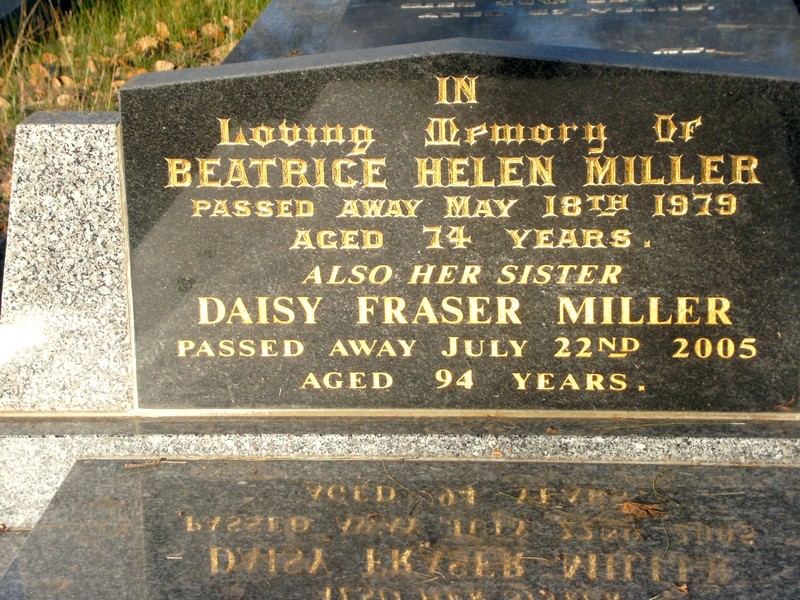 IN
Loving Memory Of
BEATRICE HELEN MILLER
PASSED AWAY MAY 18TH 1979
AGED 74 YEARS.
ALSO HER SISTER
DAISY FRASER MILLER
PASSED AWAY JULY 22ND 2005
AGED 94 YEARS.